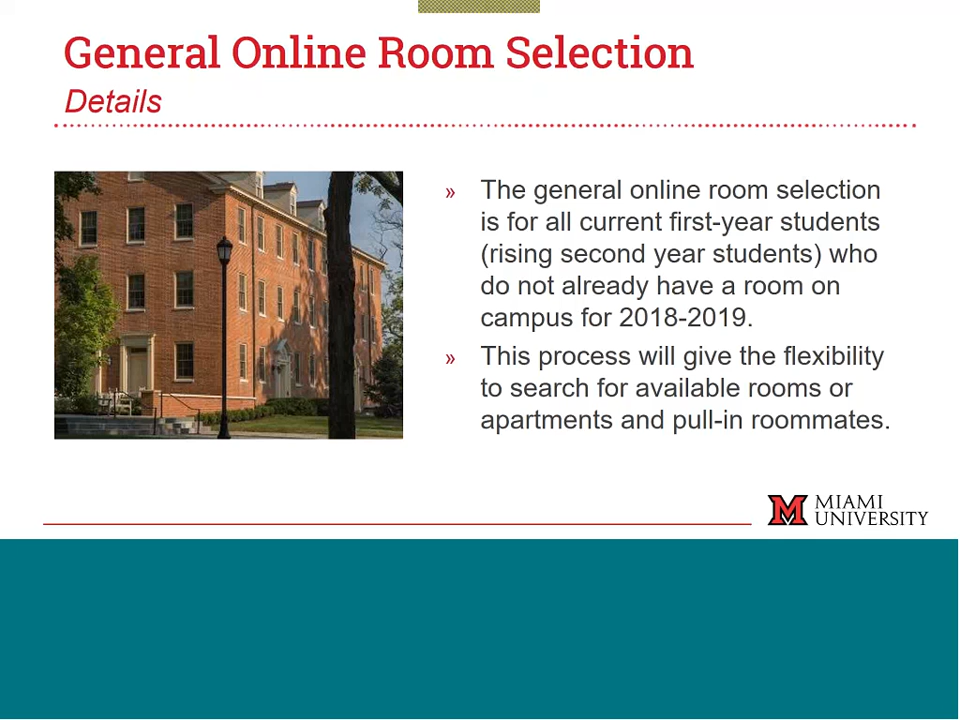 General Online Room Selection
Details
» The general online room selection
is for all current first-year students
(rising second year students) who
do not already have a room on
campus for 2018-2019.
» This process will give the flexibility
to search for available rooms or
apartments and pull-in roommates.
M MIAMI
UNIVERSITY